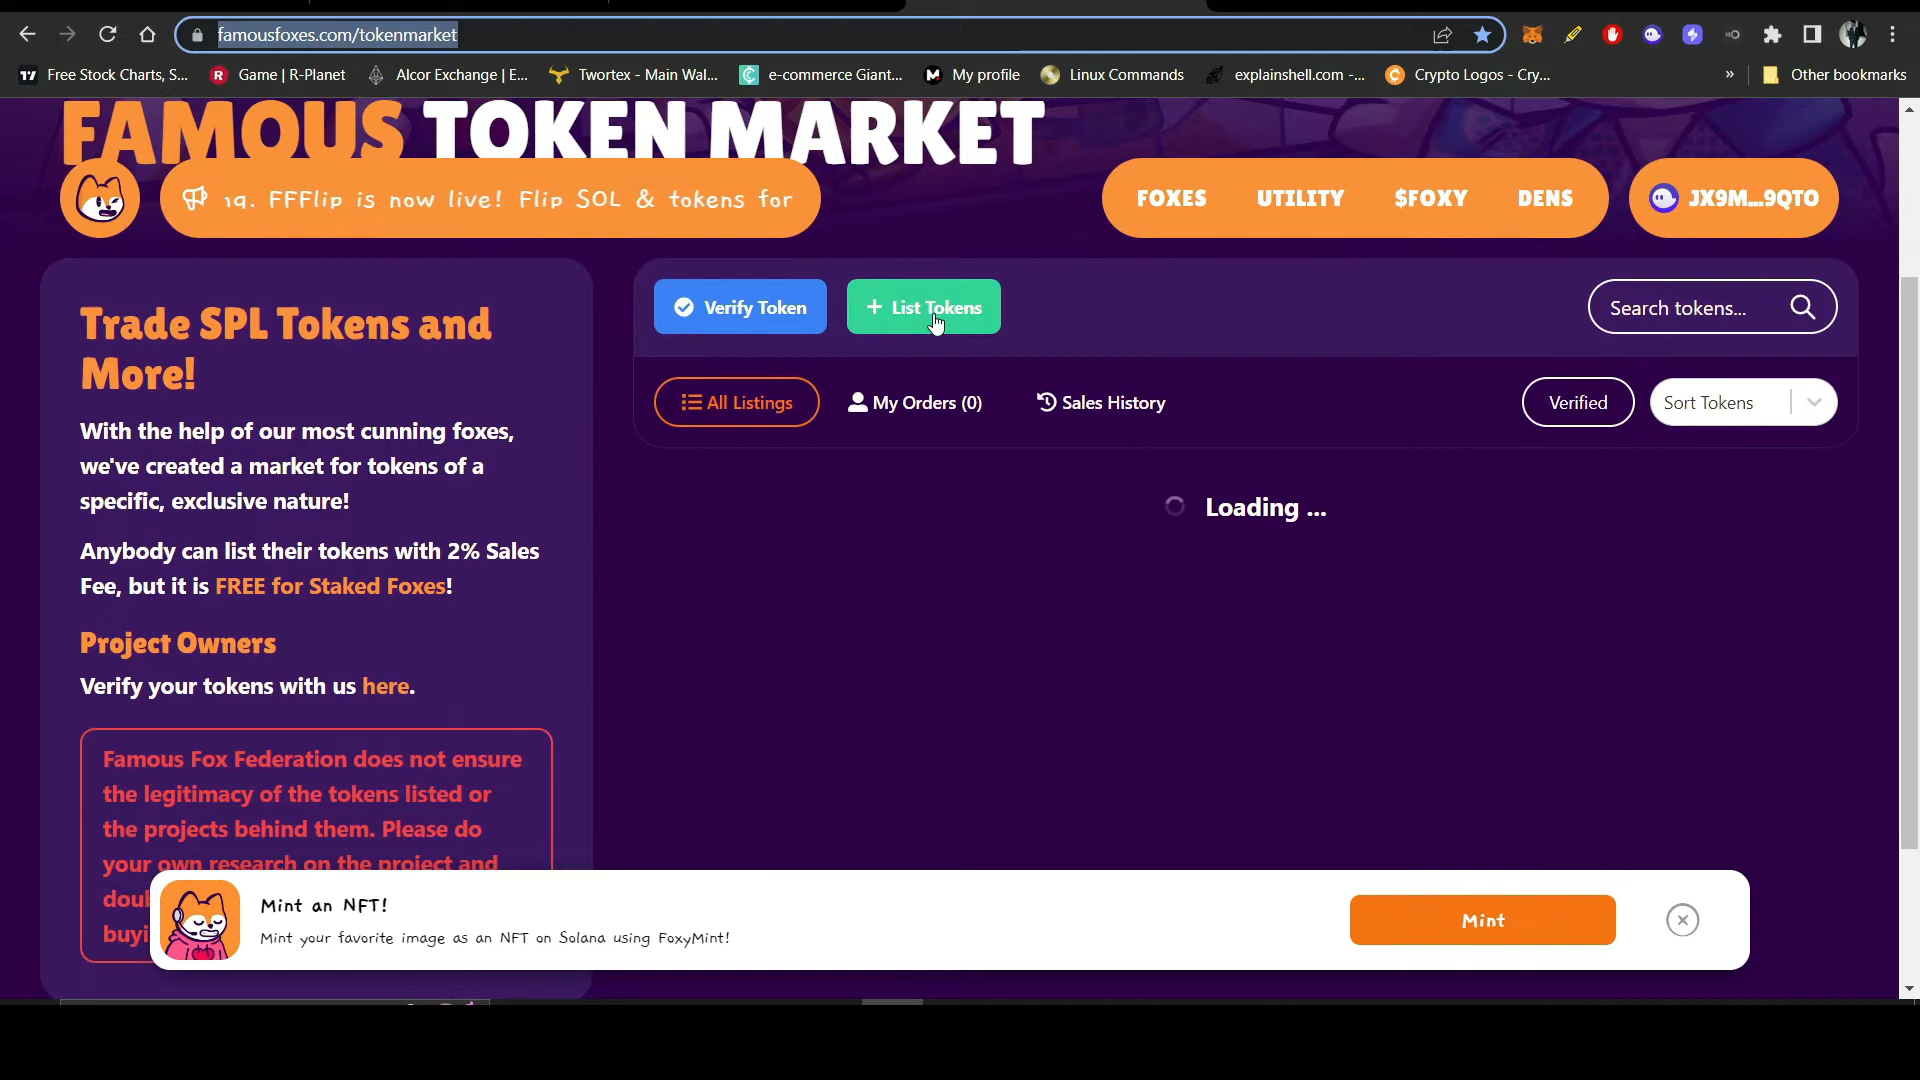 famousfoxes.com/tokenmarket
Free Stock Charts, S...
Game | R-Planet
Alcor Exchange | E...
Twortex - Main Wal...
e-commerce Giant...
My profile
Linux Commands
explainshell.com -...
Crypto Logos - Cry...
»
Other bookmarks
FAMOUS TOKEN MARKET
ng. FFFlip is now live! Flip SOL & tokens for
FOXES
UTILITY
$FOXY
DENS
JX9M...9QTO
Trade SPL Tokens and
More!
With the help of our most cunning foxes,
we've created a market for tokens of a
specific, exclusive nature!
Anybody can list their tokens with 2% Sales
Fee, but it is FREE for Staked Foxes!
Project Owners
Verify your tokens with us here.
Famous Fox Federation does not ensure
the legitimacy of the tokens listed or
the projects behind them. Please do
your own research on the project and
Verify Token
+ List Tokens
Search tokens...
All Listings
My Orders (0)
Sales History
Verified
Sort Tokens
Loading ...
Mint an NFT!
Mint your favorite image as an NFT on Solana using FoxyMint!
Mint